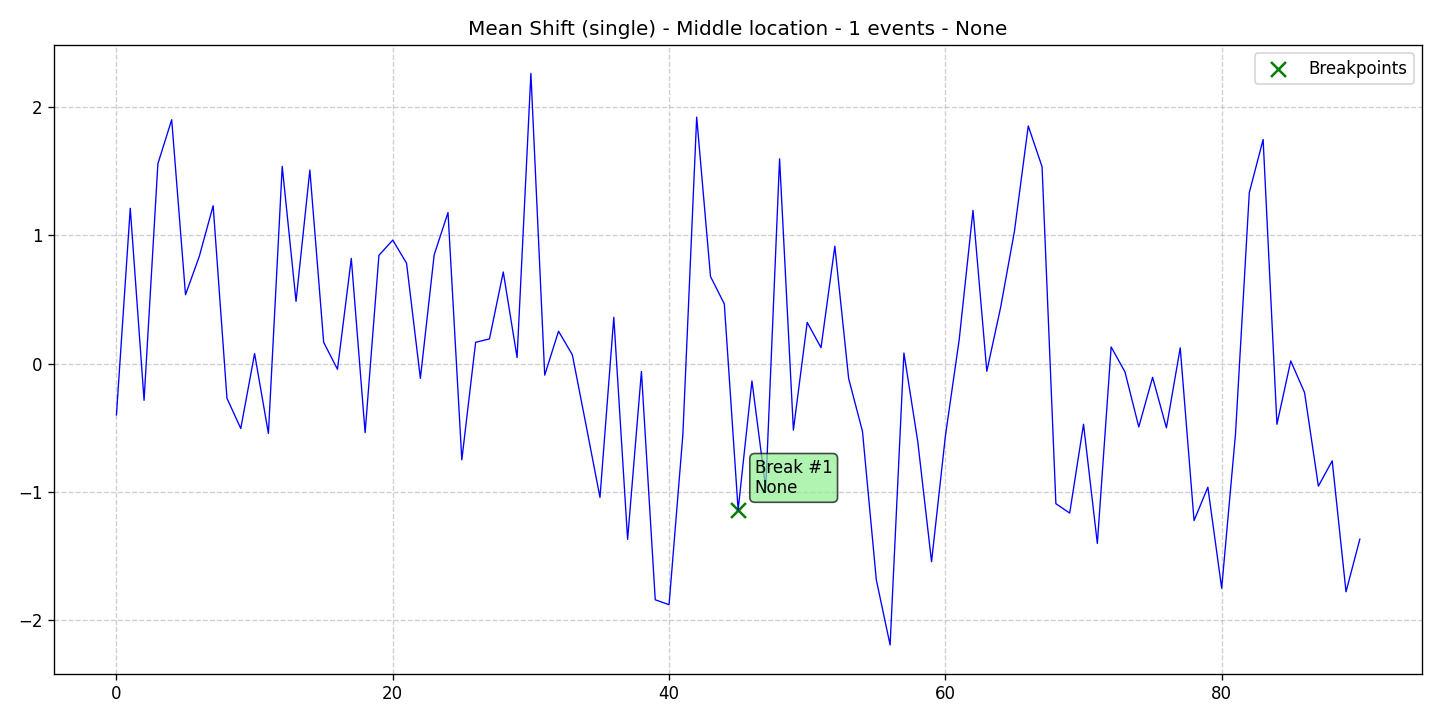 Mean Shift (single) - Middle location - 1 events - None
Breakpoints
2
1
0
−1
−2
Break #1
None
0
20
40
60
80